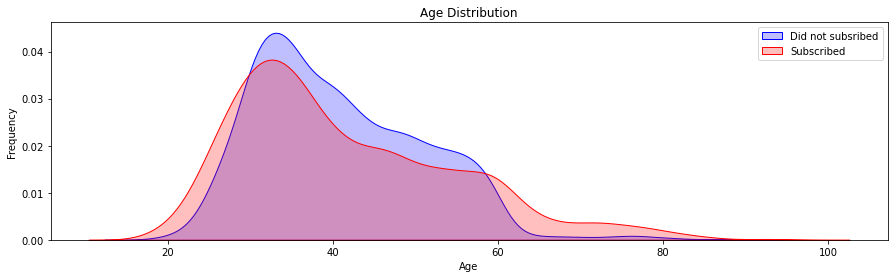 Age Distribution
Did not subsribed
Subscribed
Frequency
0.04
0.03
0.02
0.01
0.00
20 40 60 80 100
Age